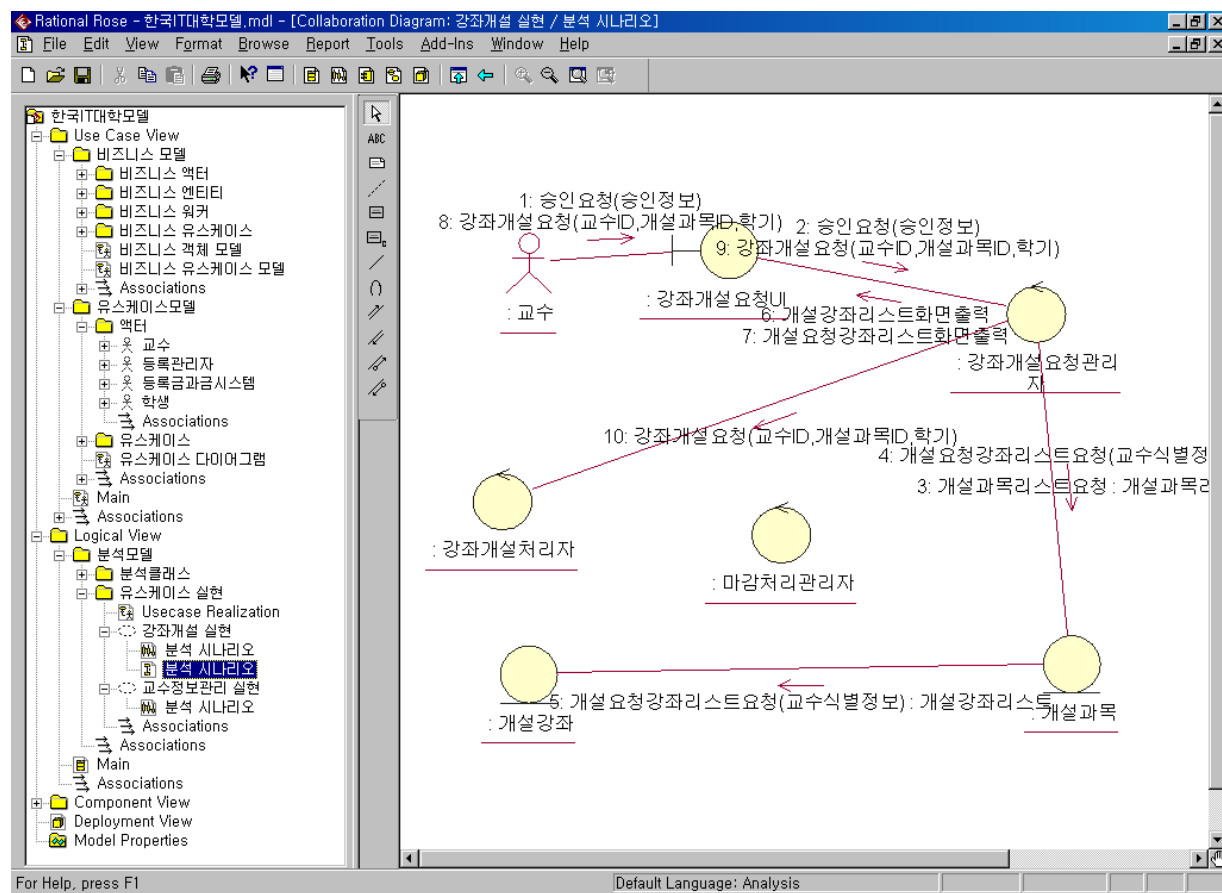 Rational Rose - 한국IT대학모델.mdl - [Collaboration Diagram: 강좌개설 실현 / 분석 시나리오]
File Edit View Format Browse Report Tools Add-Ins Window Help
ABC
한국IT대학모델
Use Case View
비즈니스 모델
비즈니스 액터
비즈니스 엔티티
비즈니스 워커
비즈니스 유스케이스
비즈니스 객체 모델
비즈니스 유스케이스 모델
Associations
유스케이스모델
액터
교수
등록관리자
등록금과금시스템
학생
Associations
유스케이스
유스케이스 다이어그램
Associations
Main
Associations
Logical View
분석모델
분석클래스
유스케이스 실현
Usecase Realization
강좌개설 실현
분석 시나리오
분석 시나리오
교수정보관리 실현
분석 시나리오
Associations
Associations
Main
Associations
Component View
Deployment View
Model Properties
1: 승인요청(승인정보)
8: 강좌개설요청(교수ID,개설과목ID,학기)
2: 승인요청(승인정보)
9: 강좌개설요청(교수ID,개설과목ID,학기)
: 교수
: 강좌개설요청UI
6: 개설강좌리스트화면출력
7: 개설요청강좌리스트화면출력
: 강좌개설요청관리
자
10: 강좌개설요청(교수ID,개설과목ID,학기)
4: 개설요청강좌리스트요청(교수식별정
3: 개설과목리스트요청 : 개설과목리
: 강좌개설처리자
: 마감처리관리자
5: 개설요청강좌리스트요청(교수식별정보) : 개설강좌리스트
: 개설강좌
: 개설과목
For Help, press F1
Default Language: Analysis